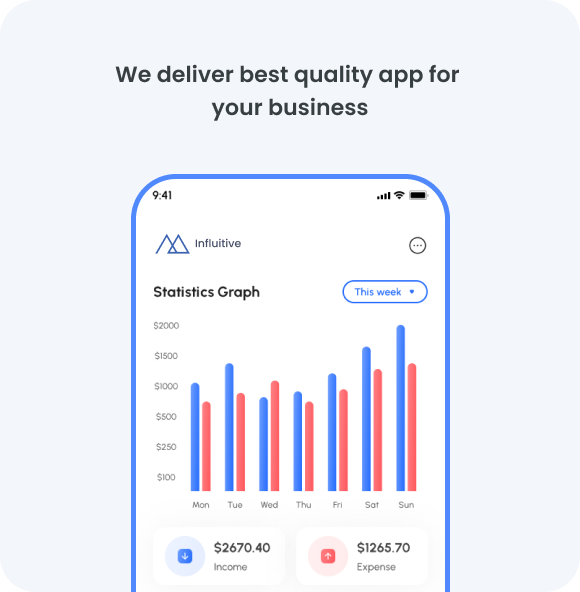 We deliver best quality app for
your business
9:41
Influitive
Statistics Graph
This week
$2000
$1500
$1000
$500
$250
$100
Mon Tue Wed Thu Fri Sat Sun
$2670.40
Income
$1265.70
Expense